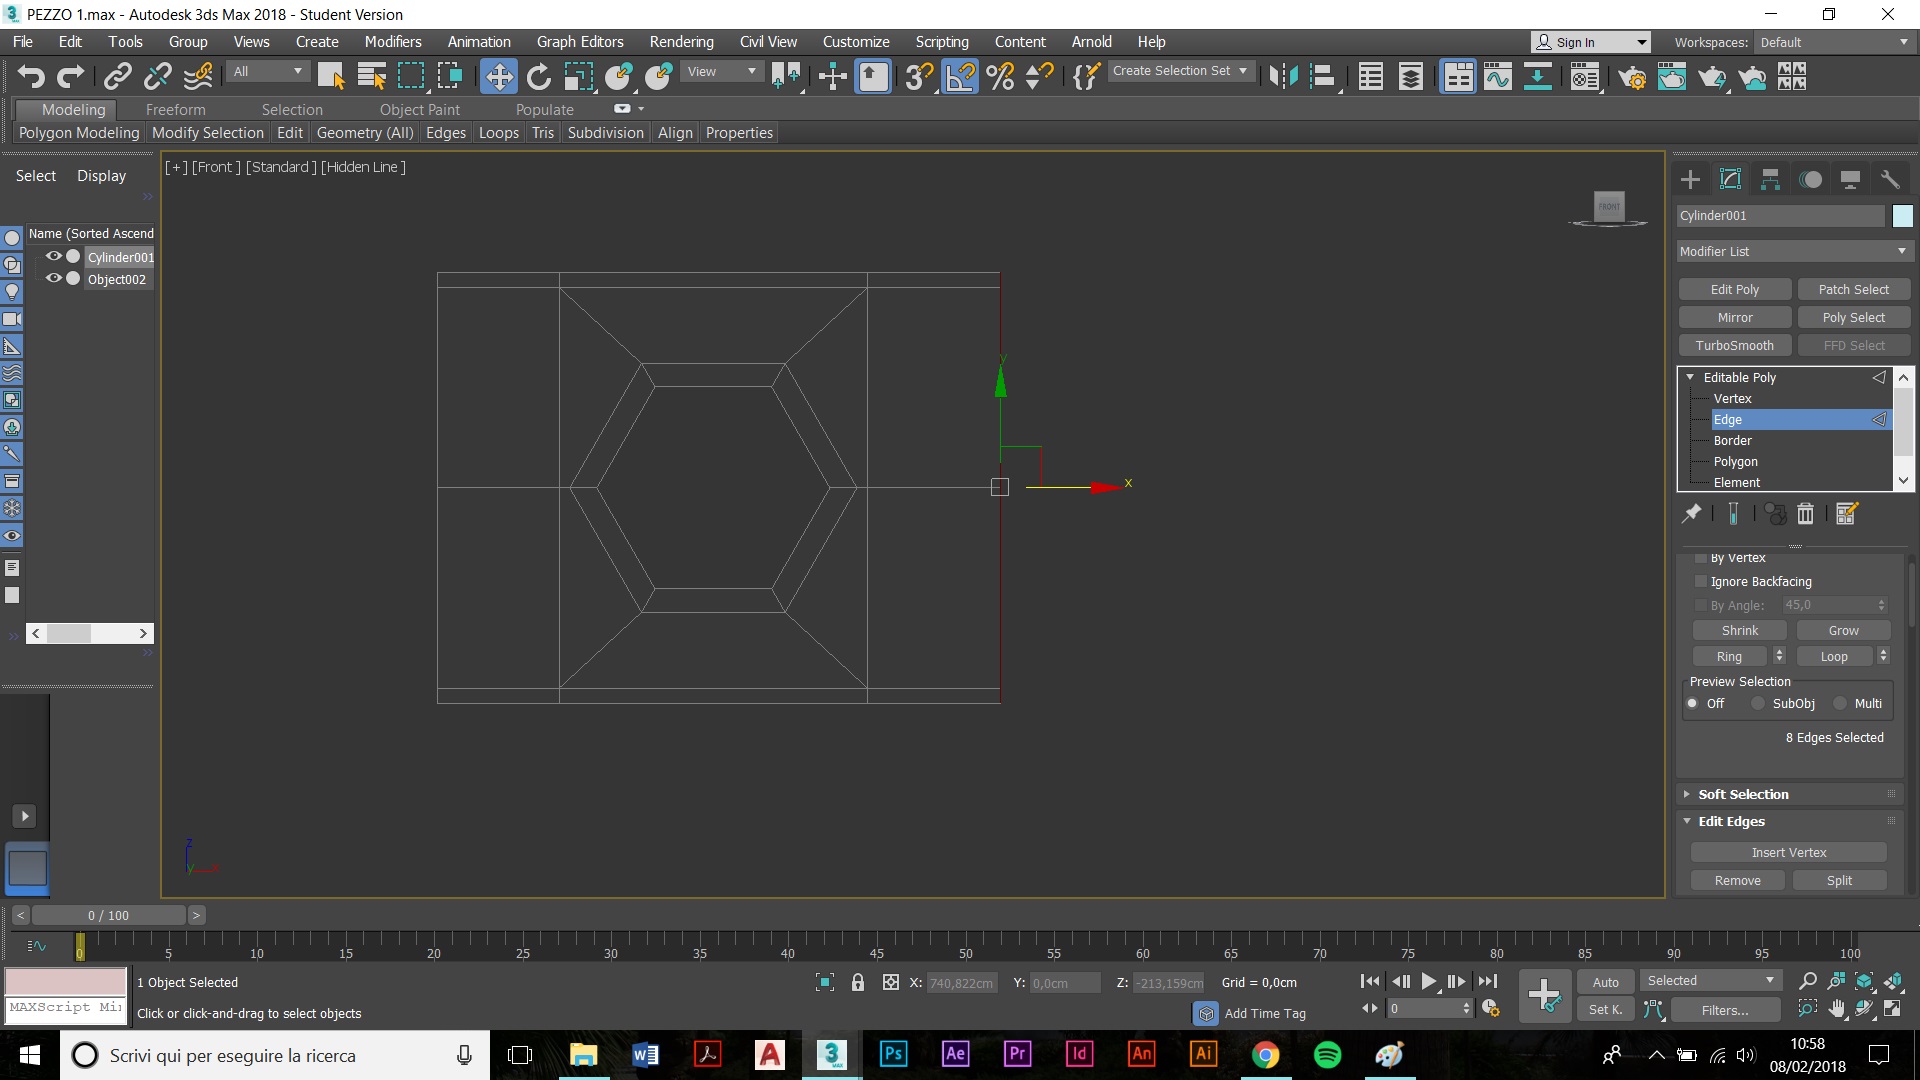 PEZZO 1.max - Autodesk 3ds Max 2018 - Student Version
File Edit Tools Group Views Create Modifiers Animation Graph Editors Rendering Civil View Customize Scripting Content Arnold Help
Sign In Workspaces: Default
All View Create Selection Set
Modeling Freeform Selection Object Paint Populate
Polygon Modeling Modify Selection Edit Geometry (All) Edges Loops Tris Subdivision Align Properties
Select Display
[+] [Front ] [Standard ] [Hidden Line ]
FRONT
Name (Sorted Ascend
Cylinder001
Object002
y
x
z
y
x
Cylinder001
Modifier List
Edit Poly Patch Select
Mirror Poly Select
TurboSmooth FFD Select
Editable Poly
Vertex
Edge
Border
Polygon
Element
By Vertex
Ignore Backfacing
By Angle: 45,0
Shrink Grow
Ring Loop
Preview Selection
Off SubObj Multi
8 Edges Selected
Soft Selection
Edit Edges
Insert Vertex
Remove Split
< 0 / 100 >
0 5 10 15 20 25 30 35 40 45 50 55 60 65 70 75 80 85 90 95 100
1 Object Selected X: 740,822cm Y: 0,0cm Z: -213,159cm Grid = 0,0cm Auto Selected
MAXScript Mi Click or click-and-drag to select objects Add Time Tag 0 Set K. Filters...
Scrivi qui per eseguire la ricerca
Ps Ae Pr Id An Ai
10:58
08/02/2018